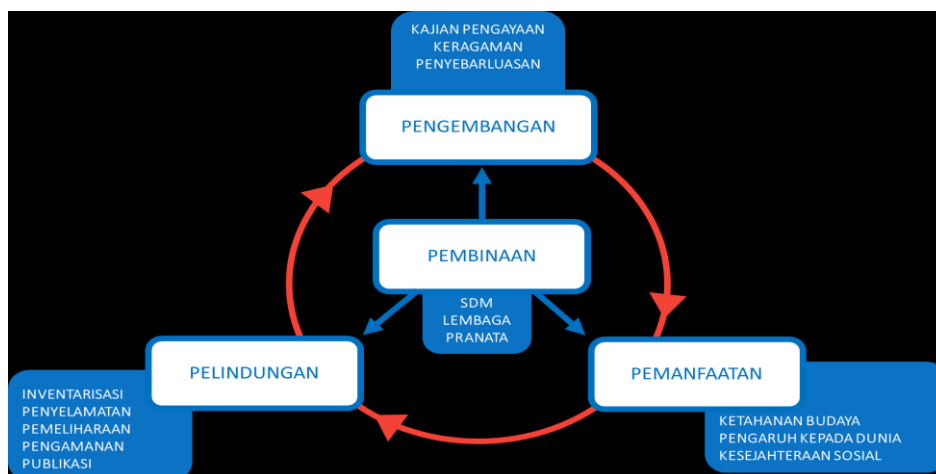 KAJIAN PENGAYAAN
KERAGAMAN
PENYEBARLUASAN
PENGEMBANGAN
PEMBINAAN
SDM
LEMBAGA
PRANATA
PELINDUNGAN
INVENTARISASI
PENYELAMATAN
PEMELIHARAAN
PENGAMANAN
PUBLIKASI
PEMANFAATAN
KETAHANAN BUDAYA
PENGARUH KEPADA DUNIA
KESEJAHTERAAN SOSIAL